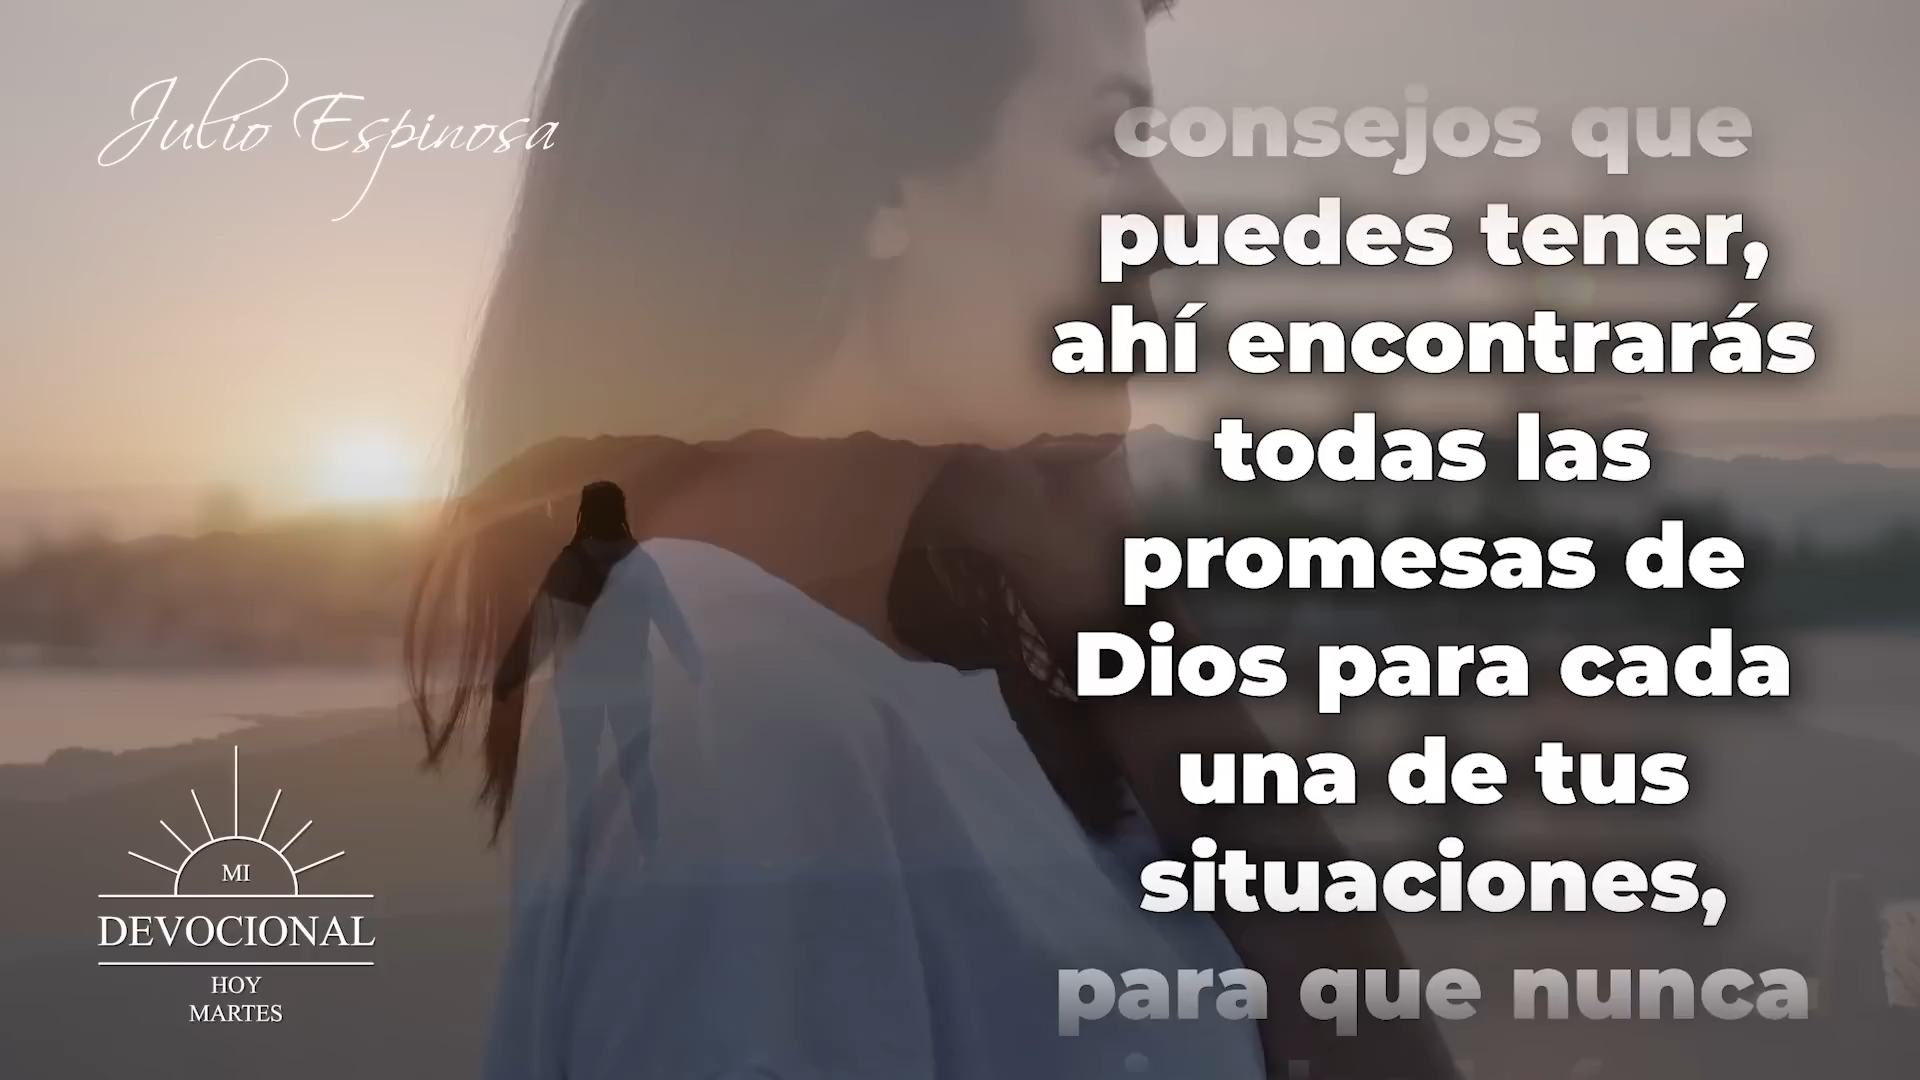 Julio Espinosa
consejos que
puedes tener,
ahí encontrarás
todas las
promesas de
Dios para cada
una de tus
situaciones,
para que nunca
MI
DEVOCIONAL
HOY
MARTES